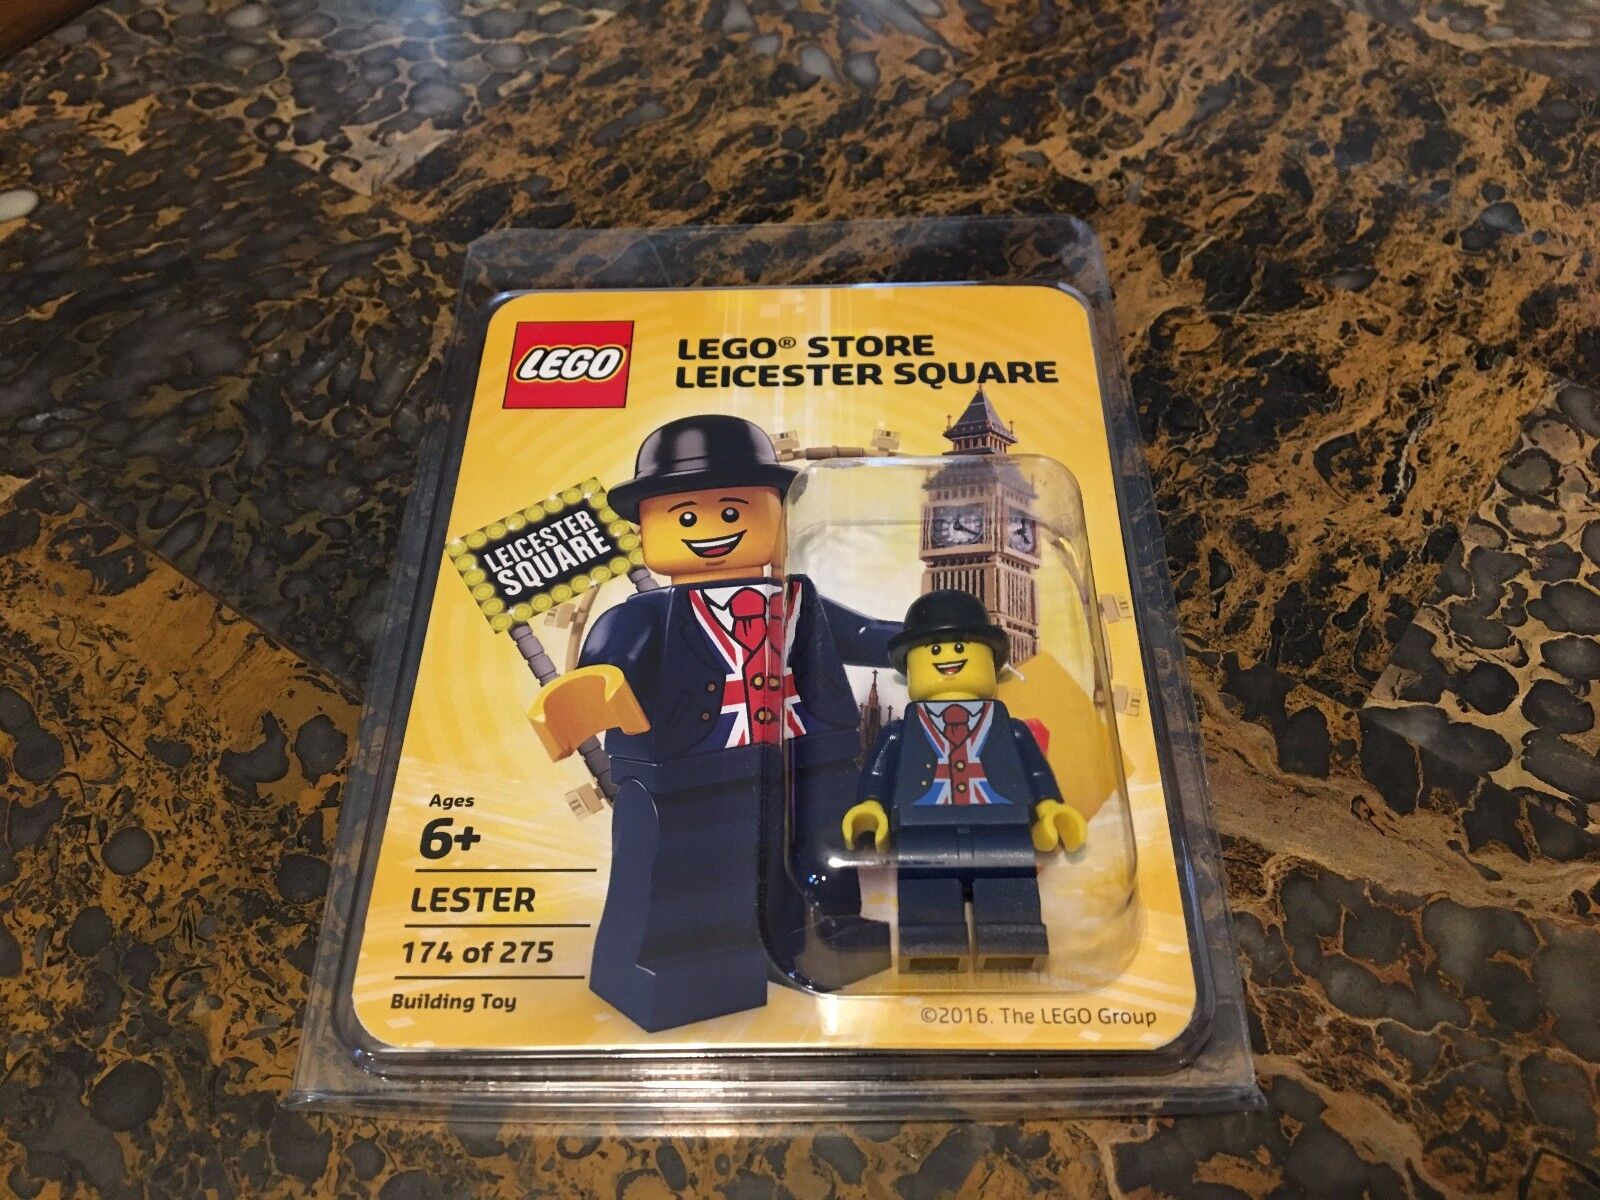 LEGO
LEGO® STORE
LEICESTER SQUARE
LEICESTER
SQUARE
Ages
6+
LESTER
174 of 275
Building Toy
©2016. The LEGO Group